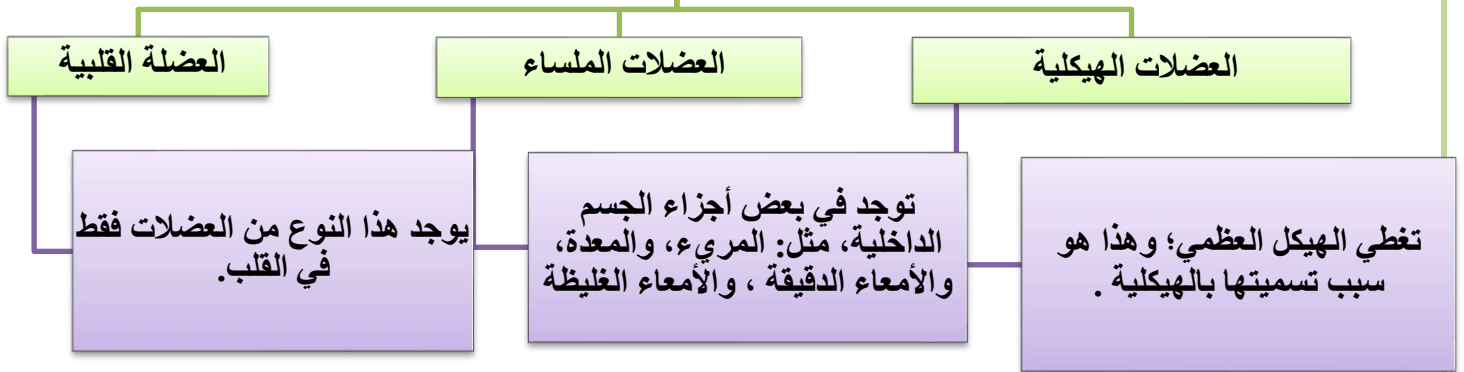 العضلات الهيكلية
العضلات الملساء
العضلة القلبية
تغطي الهيكل العظمي؛ وهذا هو
سبب تسميتها بالهيكلية .
توجد في بعض أجزاء الجسم
الداخلية، مثل: المريء، والمعدة،
والأمعاء الدقيقة ، والأمعاء الغليظة
يوجد هذا النوع من العضلات فقط
في القلب.